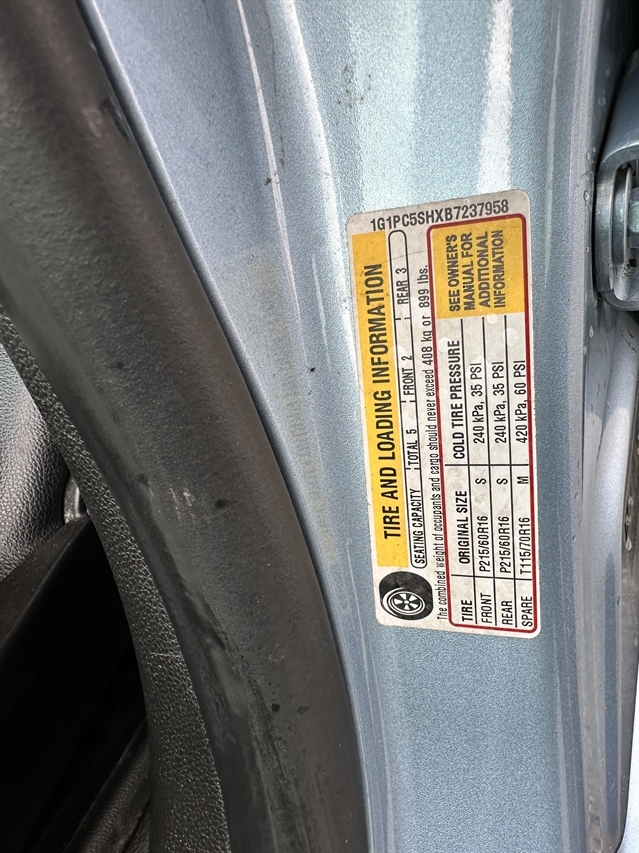 1G1PC5SHXB7237958
TIRE AND LOADING INFORMATION
SEATING CAPACITY TOTAL 5 FRONT 2 REAR 3
The combined weight of occupants and cargo should never exceed 408 kg or 899 lbs.
TIRE ORIGINAL SIZE COLD TIRE PRESSURE
FRONT P215/60R16 S 240 kPa, 35 PSI
REAR P215/60R16 S 240 kPa, 35 PSI
SPARE T115/70R16 M 420 kPa, 60 PSI
SEE OWNER'S
MANUAL FOR
ADDITIONAL
INFORMATION